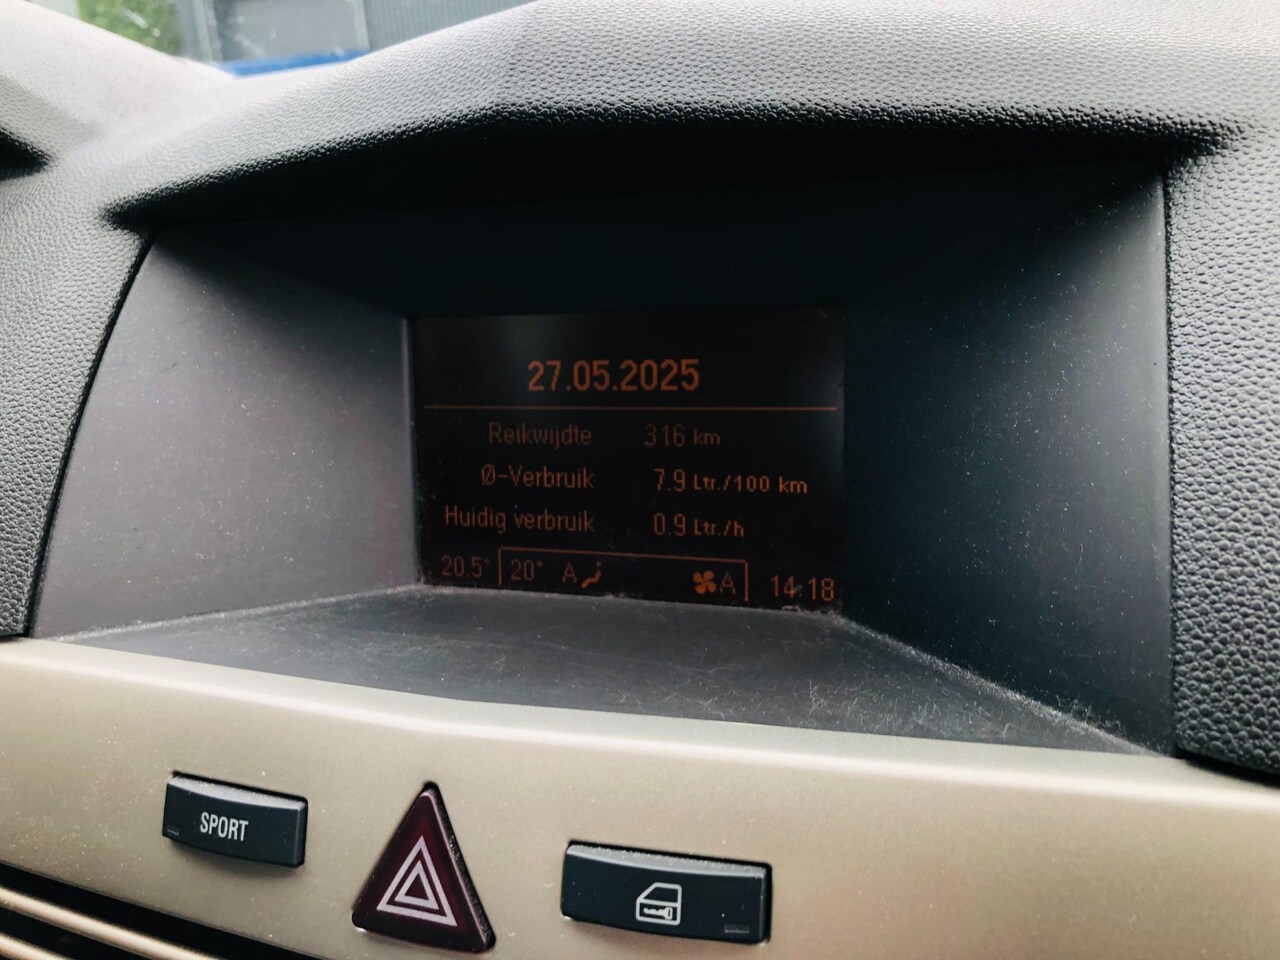 27.05.2025
Reikwijdte 316 km
Ø-Verbruik 7.9 Ltr./100 km
Huidig verbruik 0.9 Ltr./h
20.5° 20° A A 14:18
SPORT